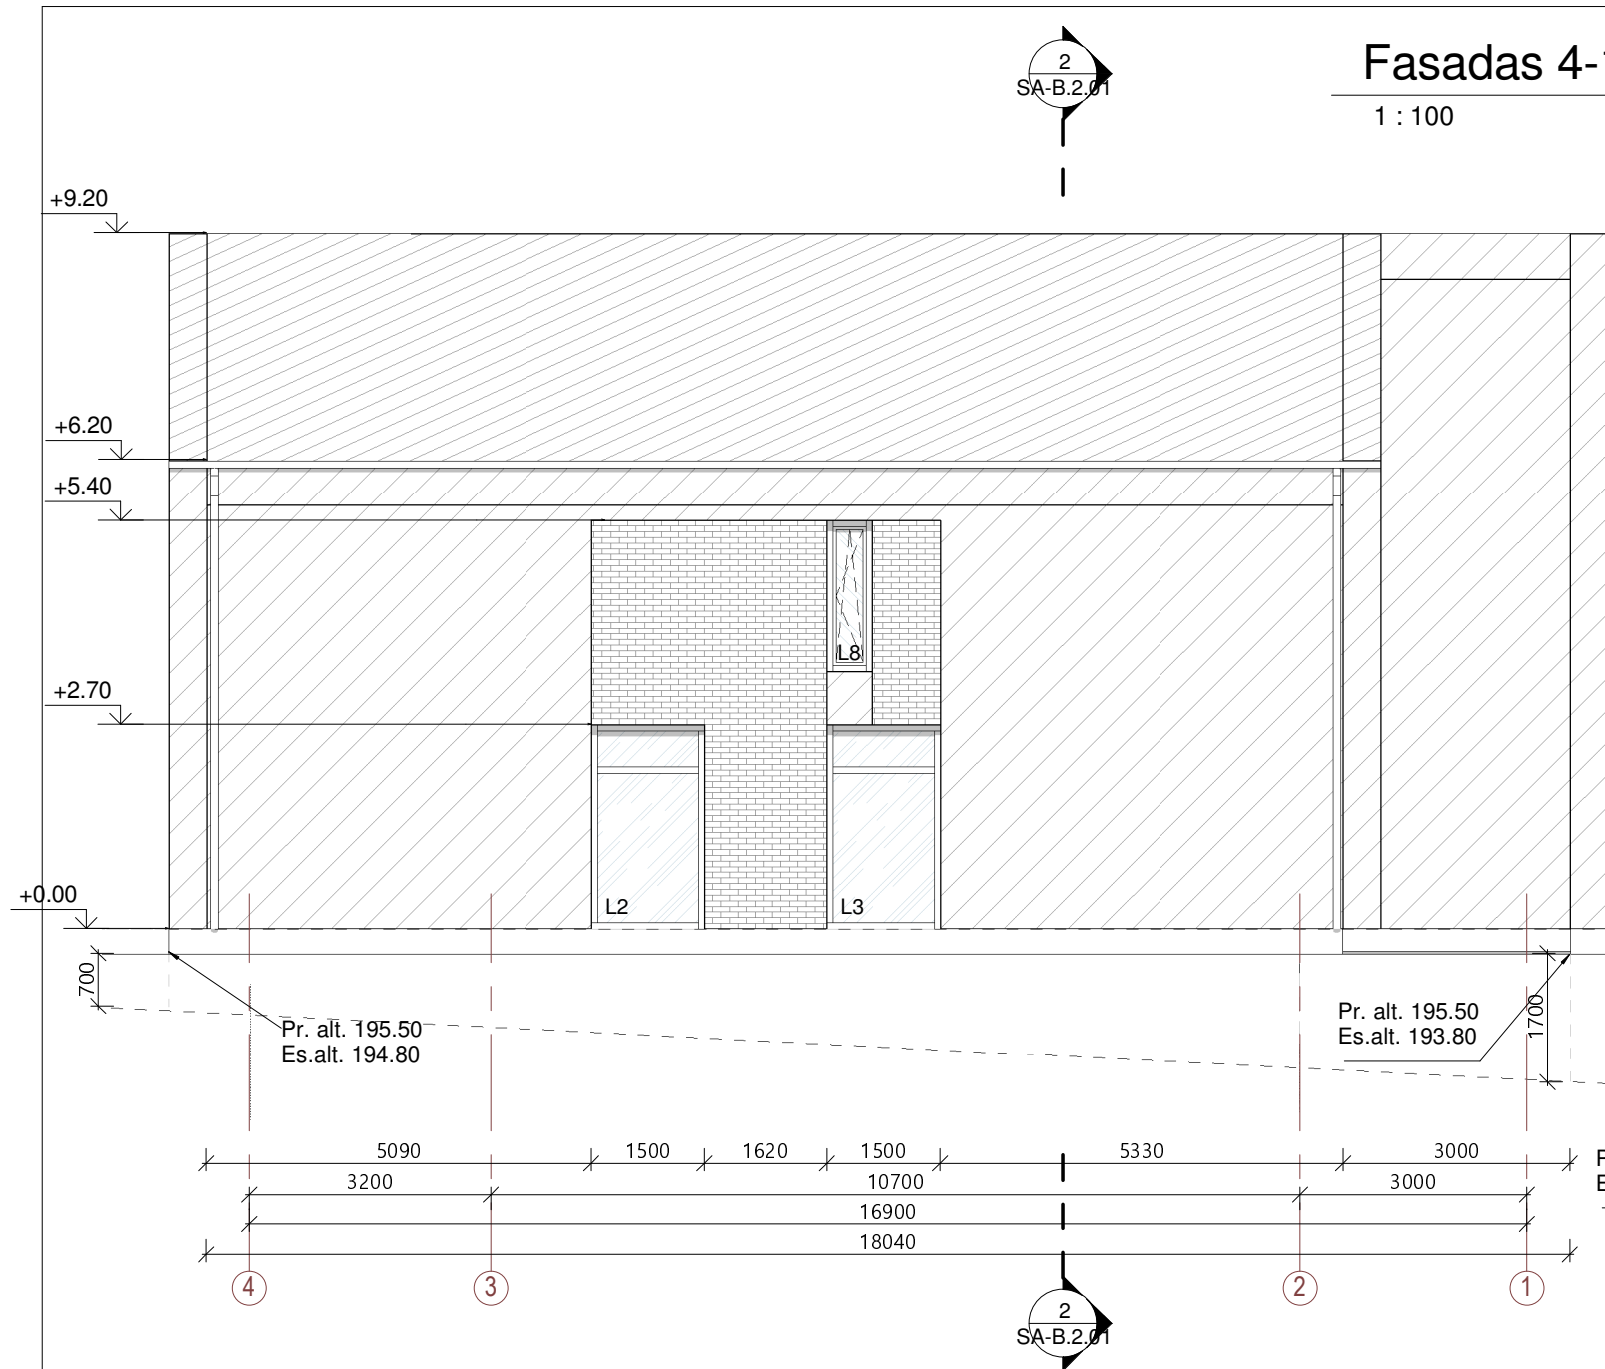 2
SA-B.2.01
Fasadas 4-1
1 : 100
+9.20
+6.20
+5.40
+2.70
+0.00
L8
L2
L3
700
Pr. alt. 195.50
Es.alt. 194.80
Pr. alt. 195.50
Es.alt. 193.80
1700
5090 1500 1620 1500 5330 3000
3200 10700 3000
16900
18040
4 3 2 1
2
SA-B.2.01